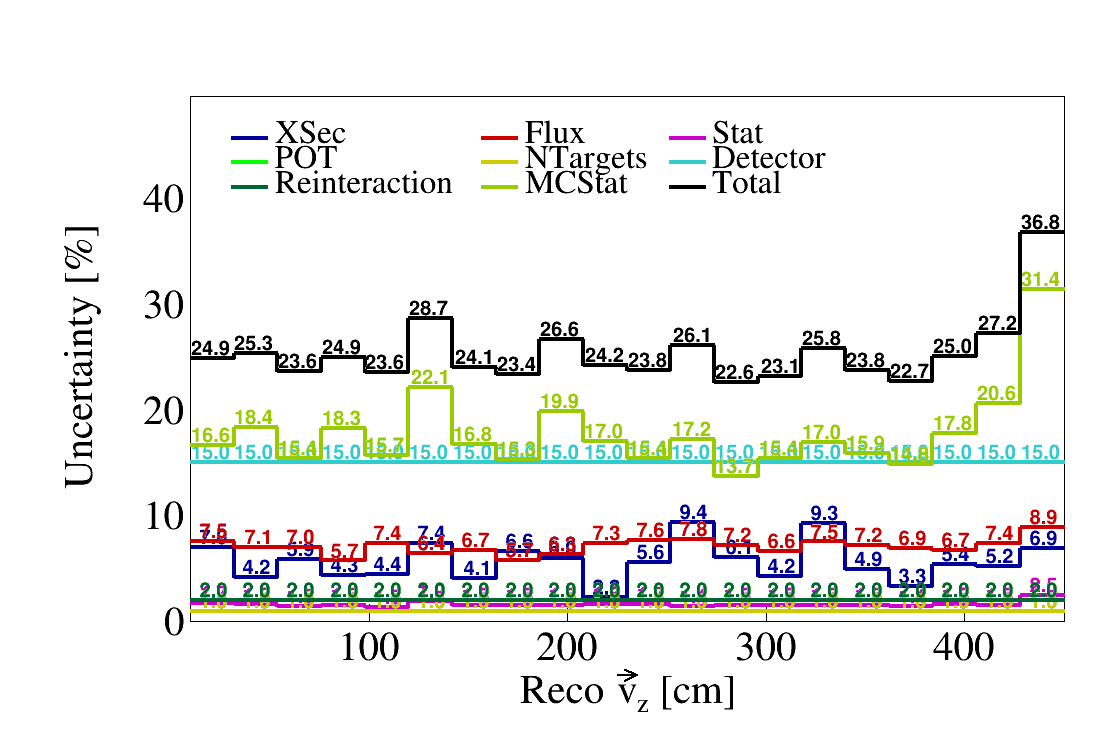 XSec Flux Stat
POT NTargets Detector
Reinteraction MCStat Total
Uncertainty [%]
40
30
20
10
0
36.8
31.4
24.9 25.3 23.6 24.9 23.6 28.7 24.1 23.4 26.6 24.2 23.8 26.1 22.6 23.1 25.8 23.8 22.7 25.0 27.2
16.6 18.4 18.3 15.7 22.1 16.8 19.9 17.0 15.4 17.2 13.7 15.4 17.0 15.9 17.8 20.6
15.0 15.0 15.0 15.0 15.0 15.0 15.0 15.0 15.0 15.0 15.0 15.0 15.0
7.5 7.1 7.0 5.7 7.4 6.4 6.7 5.7 7.3 7.6 7.8 7.2 6.6 7.5 7.2 6.9 6.7 7.4 8.9
4.2 5.9 4.3 4.4 7.4 4.1 6.6 5.6 9.4 6.1 4.2 9.3 4.9 3.3 5.4 5.2 6.9
2.0 2.0 2.0 2.0 2.0 2.0 2.0 2.0 2.0 2.0 2.0 2.0 2.0 2.0 2.0 2.0 2.0 2.0 2.0 2.0
100 200 300 400
Reco v⃗z [cm]